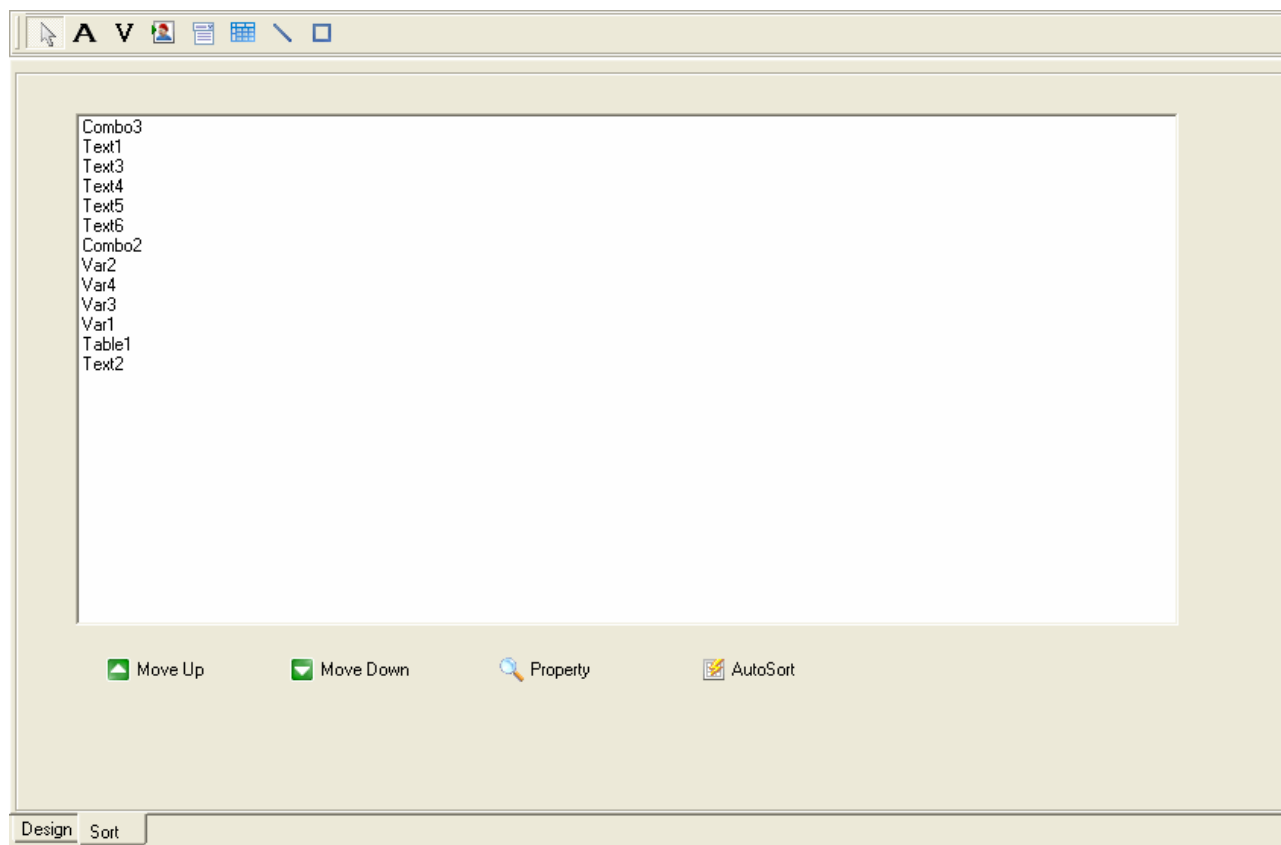 A V
Combo3
Text1
Text3
Text4
Text5
Text6
Combo2
Var2
Var4
Var3
Var1
Table1
Text2
Move Up Move Down Property AutoSort
Design Sort